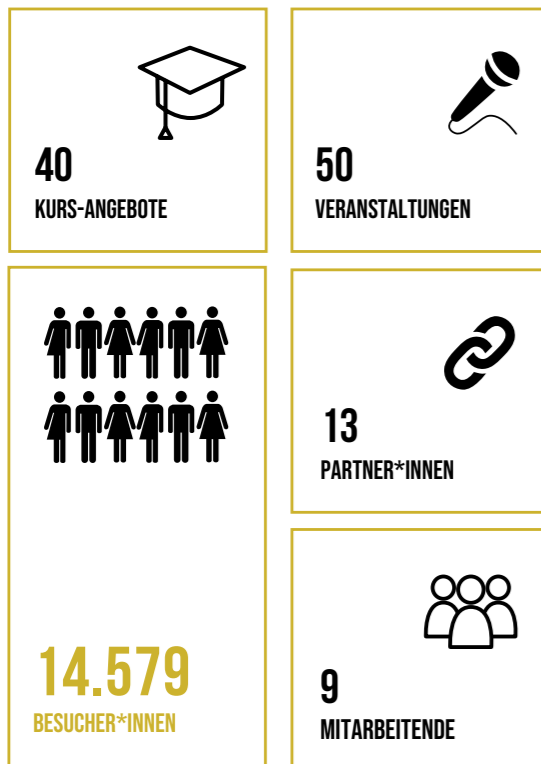 40
KURS-ANGEBOTE
50
VERANSTALTUNGEN
14.579
BESUCHER*INNEN
13
PARTNER*INNEN
9
MITARBEITENDE